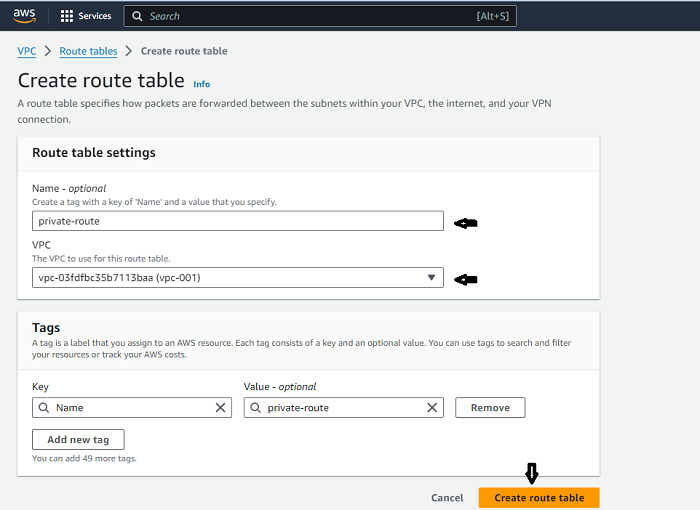 aws Services Search [Alt+S]
VPC > Route tables > Create route table
Create route table Info
A route table specifies how packets are forwarded between the subnets within your VPC, the internet, and your VPN
connection.
Route table settings
Name - optional
Create a tag with a key of 'Name' and a value that you specify.
private-route
VPC
The VPC to use for this route table.
vpc-03fdfbc35b7113baa (vpc-001)
Tags
A tag is a label that you assign to an AWS resource. Each tag consists of a key and an optional value. You can use tags to search and filter
your resources or track your AWS costs.
Key Value - optional
Name private-route Remove
Add new tag
You can add 49 more tags.
Cancel Create route table